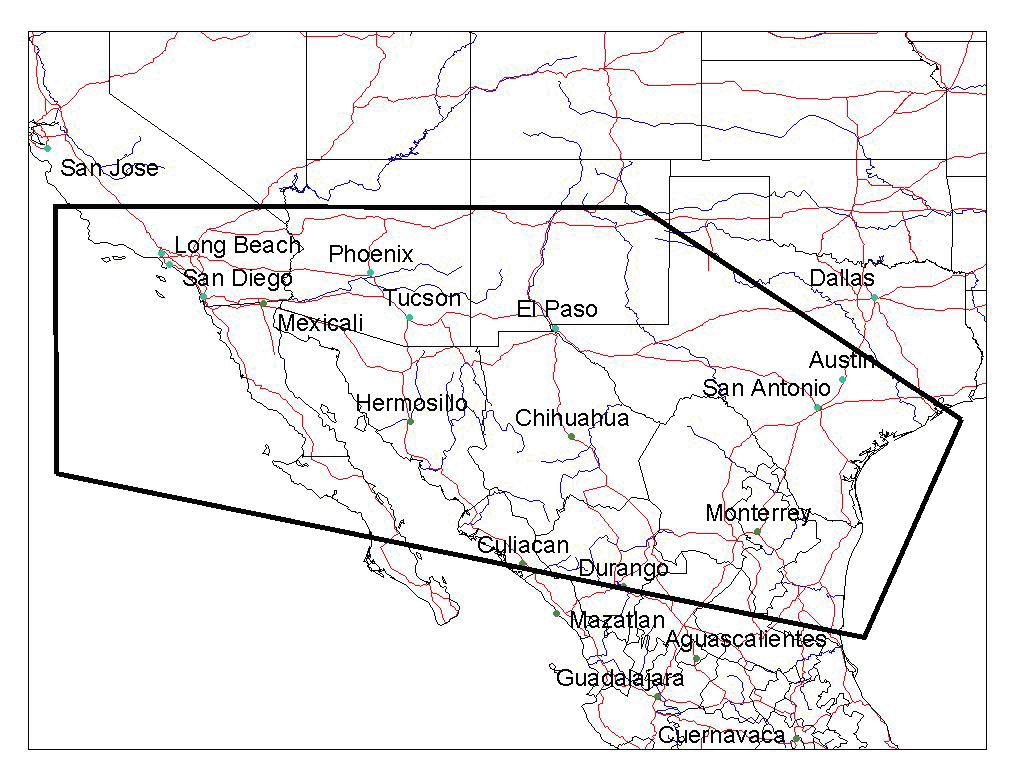 San Jose
Long Beach
Phoenix
San Diego
Dallas
Tucson
El Paso
Mexicali
Austin
San Antonio
Hermosillo
Chihuahua
Monterrey
Culiacan
Durango
Mazatlan
Aguascalientes
Guadalajara
Cuernavaca